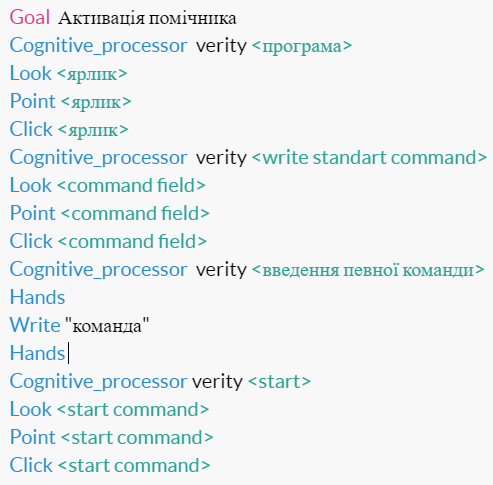 Goal Активація помічника
Cognitive_processor verity <програма>
Look <ярлик>
Point <ярлик>
Click <ярлик>
Cognitive_processor verity <write standart command>
Look <command field>
Point <command field>
Click <command field>
Cognitive_processor verity <введення певної команди>
Hands
Write "команда"
Hands
Cognitive_processor verity <start>
Look <start command>
Point <start command>
Click <start command>